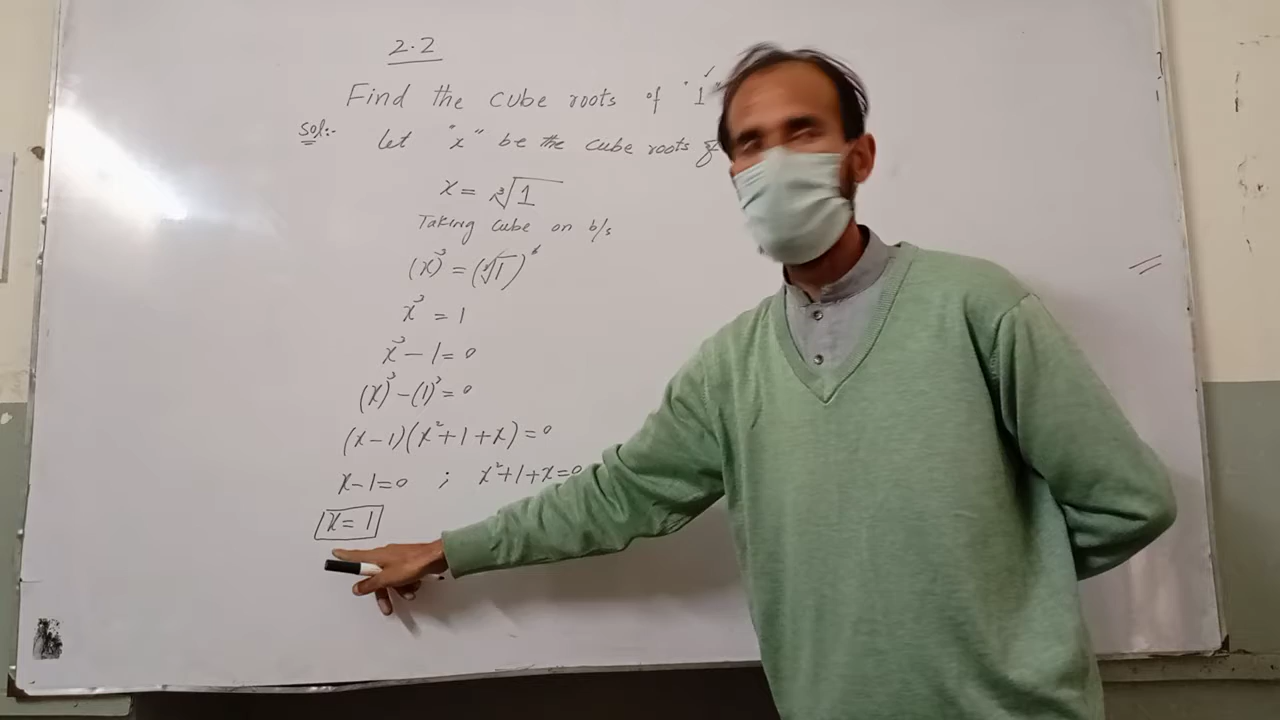 2.2
Find the cube roots of "1"
Sol:- Let "x" be the cube roots of
x = ∛1
Taking cube on b/s
(x)³ = (∛1)³
x³ = 1
x³ - 1 = 0
(x)³ - (1)³ = 0
(x-1)(x²+1+x) = 0
x-1=0 ; x²+1+x=0
x = 1